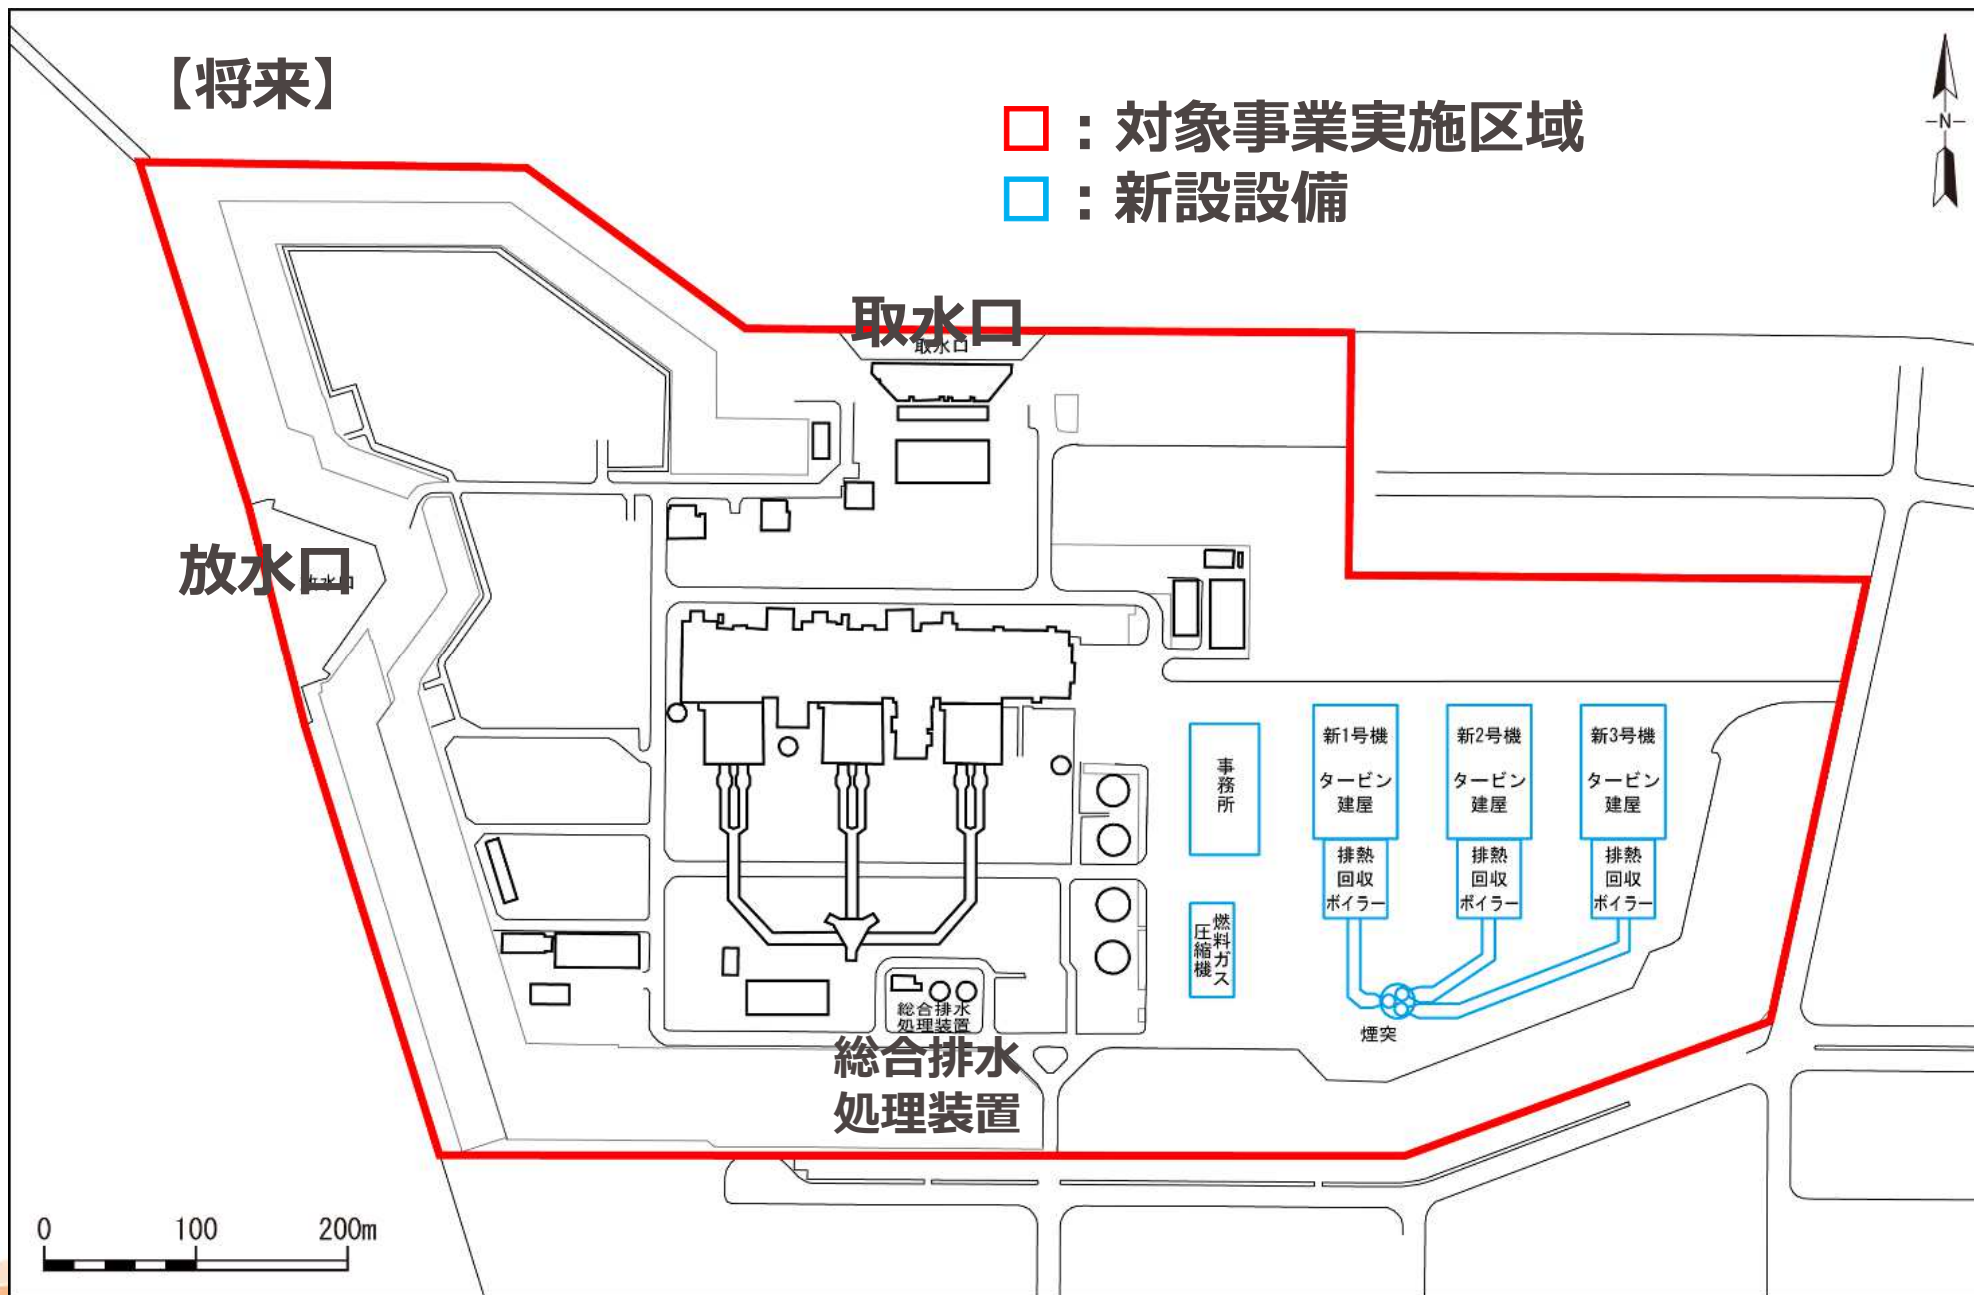 【将来】
□：対象事業実施区域
□：新設設備
N
取水口
取水口
放水口
放水口
事務所
新1号機
タービン
建屋
排熱
回収
ボイラー
新2号機
タービン
建屋
排熱
回収
ボイラー
新3号機
タービン
建屋
排熱
回収
ボイラー
燃料ガス
圧縮機
煙突
総合排水
処理装置
総合排水
処理装置
0 100 200m